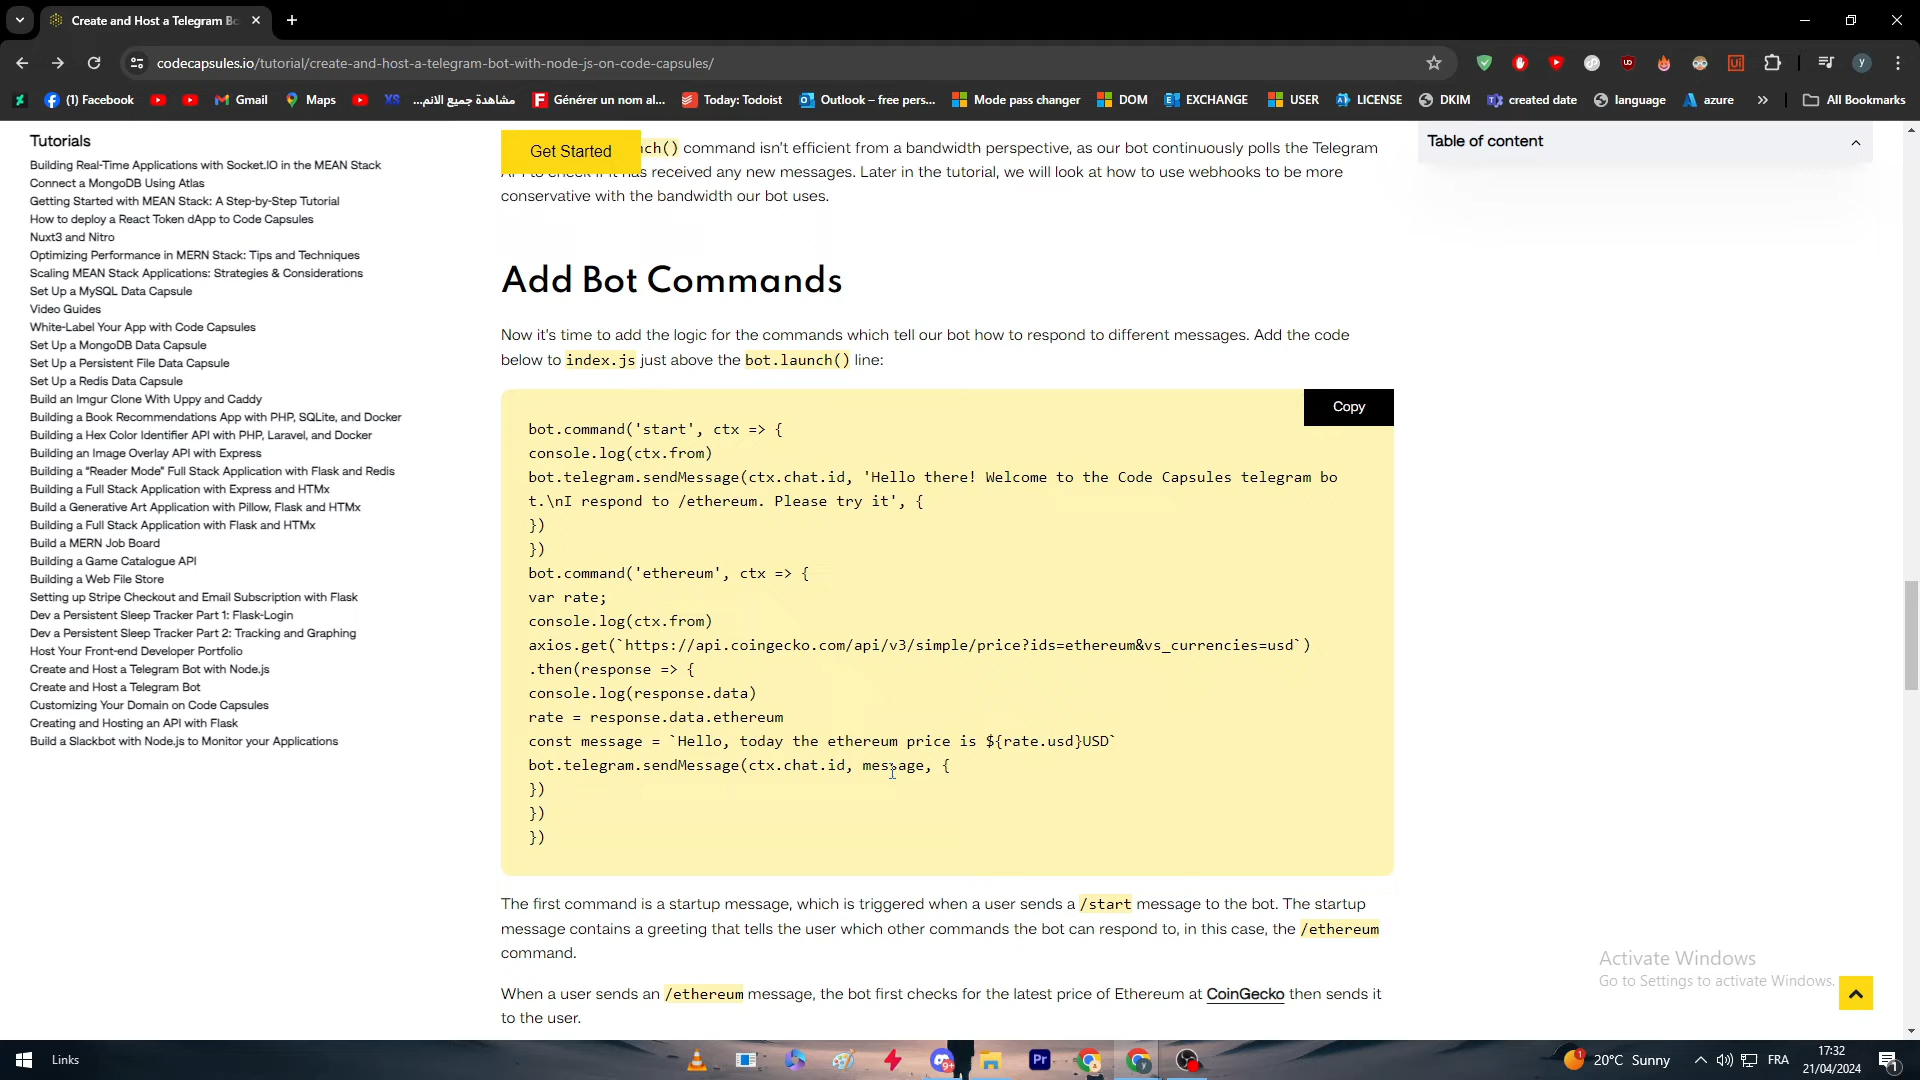 Create and Host a Telegram Bo
codecapsules.io/tutorial/create-and-host-a-telegram-bot-with-node-js-on-code-capsules/
(1) Facebook
Gmail
Maps
مشاهدة جميع الانم...
Générer un nom al...
Today: Todoist
Outlook – free pers...
Mode pass changer
DOM
EXCHANGE
USER
LICENSE
DKIM
created date
language
azure
»
All Bookmarks
Tutorials
Building Real-Time Applications with Socket.IO in the MEAN Stack
Connect a MongoDB Using Atlas
Getting Started with MEAN Stack: A Step-by-Step Tutorial
How to deploy a React Token dApp to Code Capsules
Nuxt3 and Nitro
Optimizing Performance in MERN Stack: Tips and Techniques
Scaling MEAN Stack Applications: Strategies & Considerations
Set Up a MySQL Data Capsule
Video Guides
White-Label Your App with Code Capsules
Set Up a MongoDB Data Capsule
Set Up a Persistent File Data Capsule
Set Up a Redis Data Capsule
Build an Imgur Clone With Uppy and Caddy
Building a Book Recommendations App with PHP, SQLite, and Docker
Building a Hex Color Identifier API with PHP, Laravel, and Docker
Building an Image Overlay API with Express
Building a “Reader Mode” Full Stack Application with Flask and Redis
Building a Full Stack Application with Express and HTMx
Build a Generative Art Application with Pillow, Flask and HTMx
Building a Full Stack Application with Flask and HTMx
Build a MERN Job Board
Building a Game Catalogue API
Building a Web File Store
Setting up Stripe Checkout and Email Subscription with Flask
Dev a Persistent Sleep Tracker Part 1: Flask-Login
Dev a Persistent Sleep Tracker Part 2: Tracking and Graphing
Host Your Front-end Developer Portfolio
Create and Host a Telegram Bot with Node.js
Create and Host a Telegram Bot
Customizing Your Domain on Code Capsules
Creating and Hosting an API with Flask
Build a Slackbot with Node.js to Monitor your Applications
Get Started
nch() command isn't efficient from a bandwidth perspective, as our bot continuously polls the Telegram
API to check if it has received any new messages. Later in the tutorial, we will look at how to use webhooks to be more
conservative with the bandwidth our bot uses.
Add Bot Commands
Now it's time to add the logic for the commands which tell our bot how to respond to different messages. Add the code
below to index.js just above the bot.launch() line:
Copy
bot.command('start', ctx => {
console.log(ctx.from)
bot.telegram.sendMessage(ctx.chat.id, 'Hello there! Welcome to the Code Capsules telegram bo
t.\nI respond to /ethereum. Please try it', {
})
})
bot.command('ethereum', ctx => {
var rate;
console.log(ctx.from)
axios.get(`https://api.coingecko.com/api/v3/simple/price?ids=ethereum&vs_currencies=usd`)
.then(response => {
console.log(response.data)
rate = response.data.ethereum
const message = `Hello, today the ethereum price is ${rate.usd}USD`
bot.telegram.sendMessage(ctx.chat.id, message, {
})
})
})
The first command is a startup message, which is triggered when a user sends a /start message to the bot. The startup
message contains a greeting that tells the user which other commands the bot can respond to, in this case, the /ethereum
command.
When a user sends an /ethereum message, the bot first checks for the latest price of Ethereum at CoinGecko then sends it
to the user.
Table of content
Activate Windows
Go to Settings to activate Windows.
Links
20°C Sunny
FRA
17:32
21/04/2024